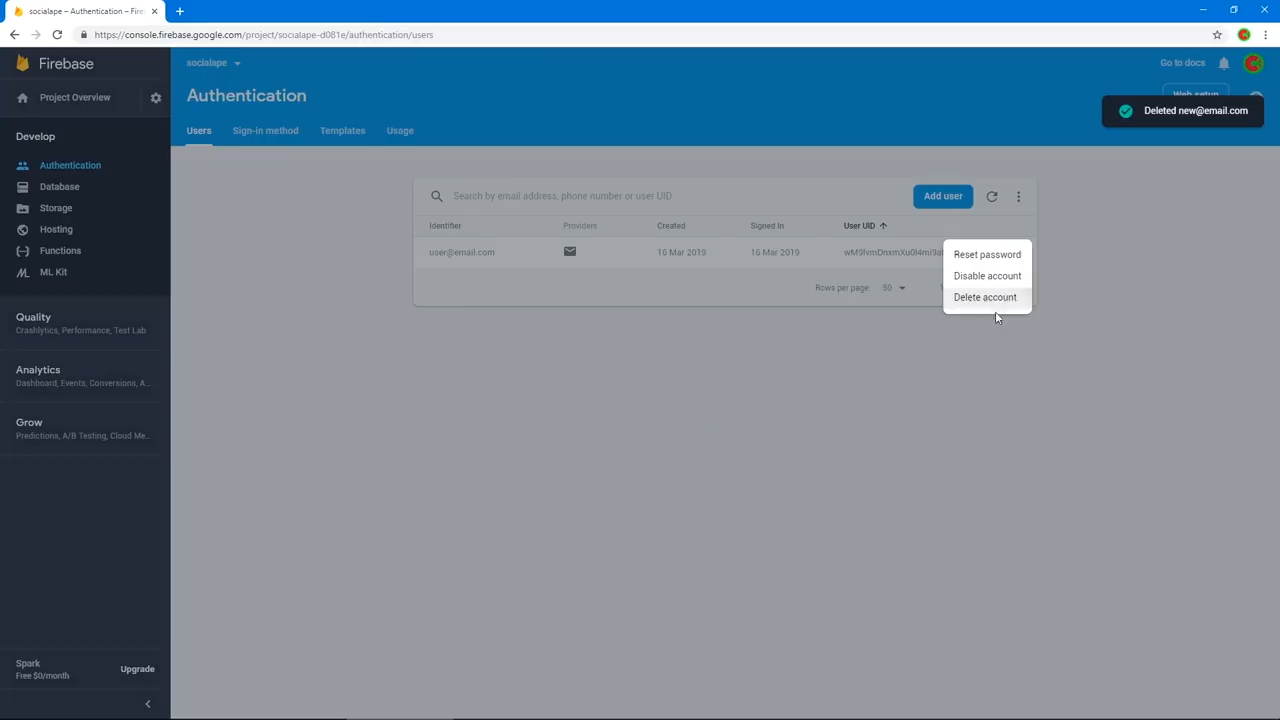 socialape – Authentication – Fire
https://console.firebase.google.com/project/socialape-d081e/authentication/users
Firebase
socialape
Go to docs
Project Overview
Authentication
Web setup
Deleted new@email.com
Users
Sign-in method
Templates
Usage
Develop
Authentication
Database
Storage
Hosting
Functions
ML Kit
Quality
Crashlytics, Performance, Test Lab
Analytics
Dashboard, Events, Conversions, A...
Grow
Predictions, A/B Testing, Cloud Me...
Spark
Free $0/month
Upgrade
Search by email address, phone number or user UID
Add user
Identifier
Providers
Created
Signed In
User UID
user@email.com
16 Mar 2019
16 Mar 2019
Rows per page:
50
Reset password
Disable account
Delete account